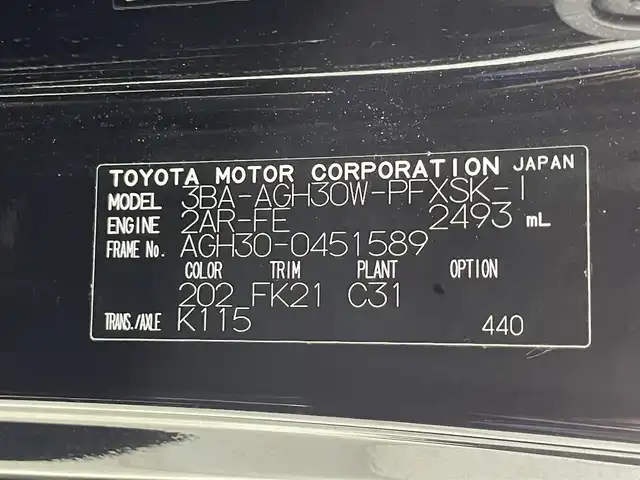 TOYOTA MOTOR CORPORATION JAPAN
MODEL 3BA-AGH30W-PFXSK-I
ENGINE 2AR-FE 2493 mL
FRAME No. AGH30-0451589
COLOR TRIM PLANT OPTION
202 FK21 C31
TRANS./AXLE K115 440